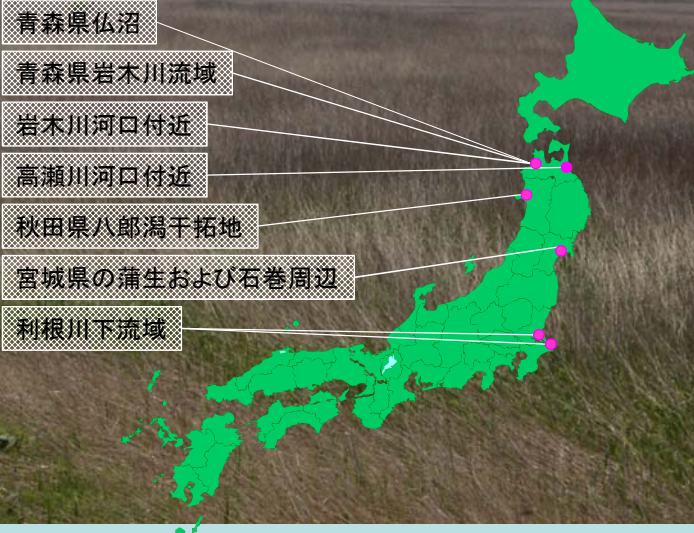 青森県仏沼
青森県岩木川流域
岩木川河口付近
高瀬川河口付近
秋田県八郎潟干拓地
宮城県の蒲生および石巻周辺
利根川下流域